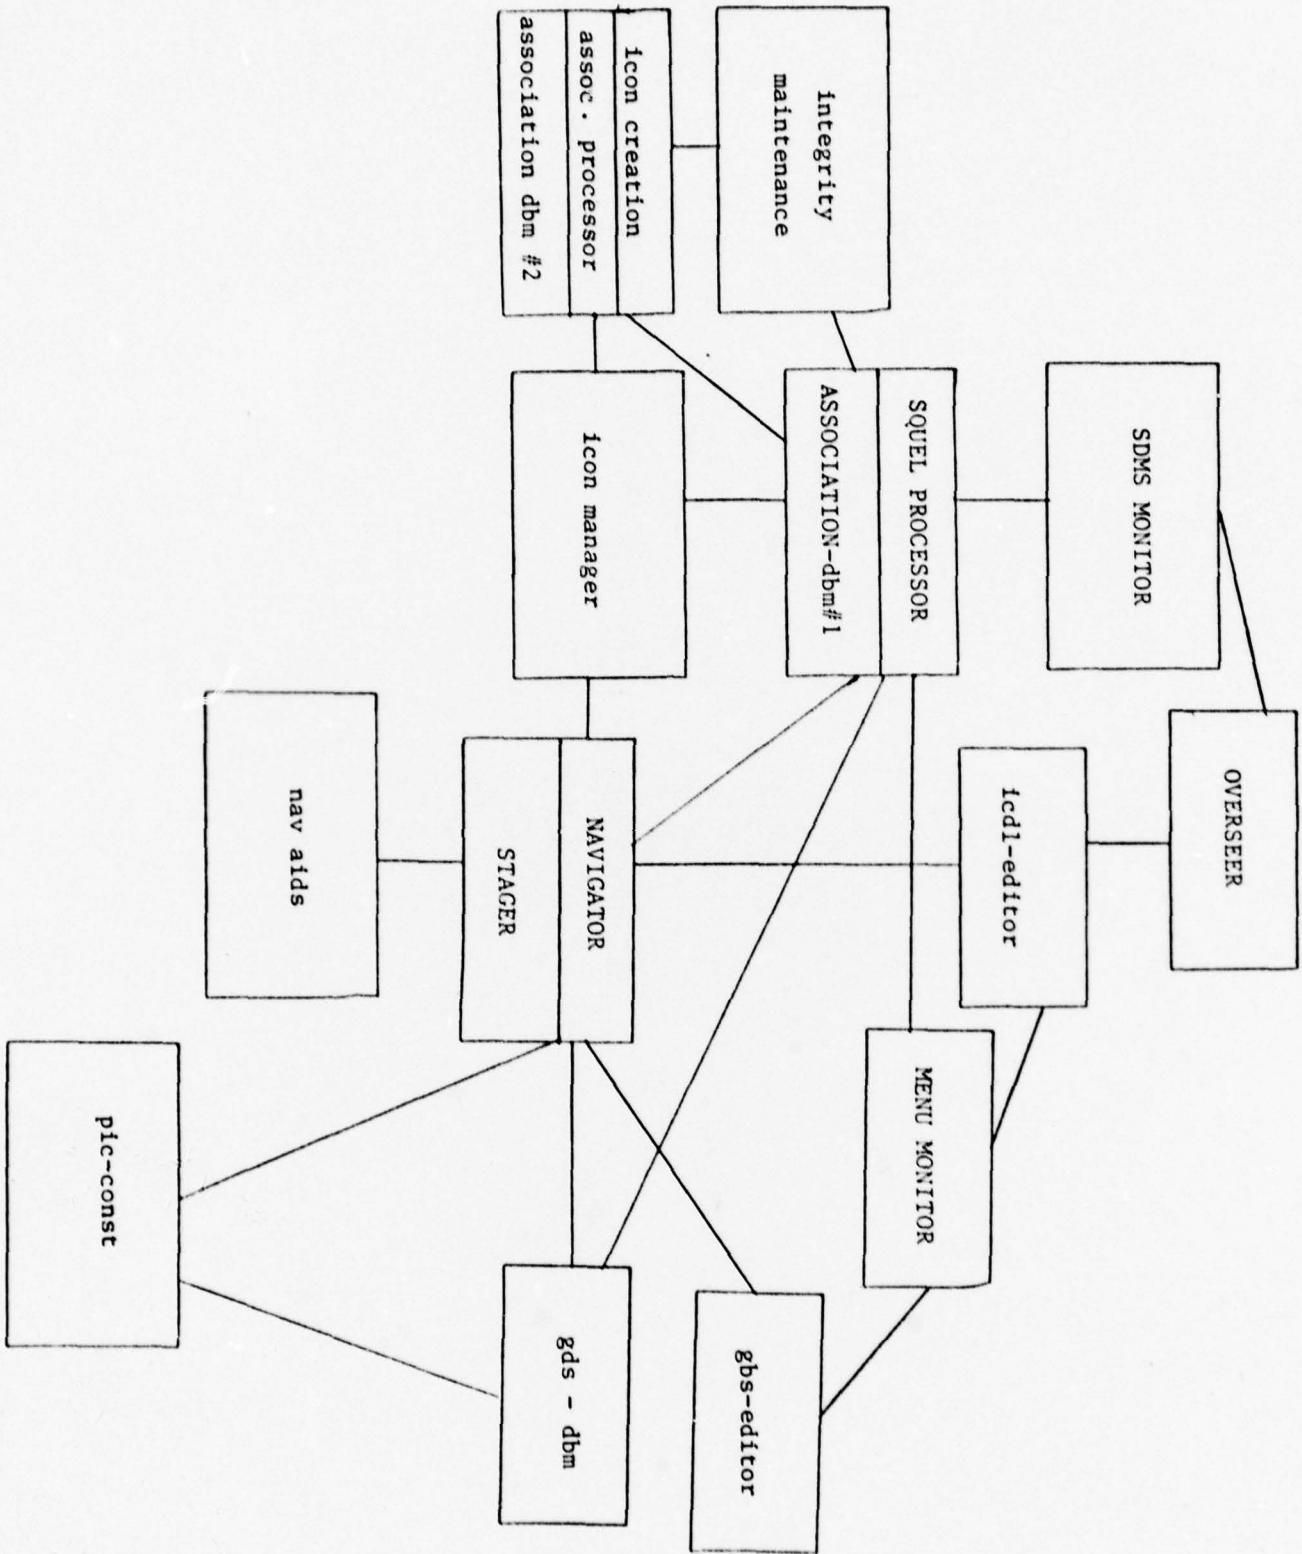 OVERSEER
SDMS MONITOR
icdl-editor
MENU MONITOR
integrity
maintenance
SQUEL PROCESSOR
ASSOCIATION-dbm#1
gbs-editor
icon creation
assoc. processor
association dbm #2
icon manager
NAVIGATOR
STAGER
gds - dbm
nav aids
pic-const